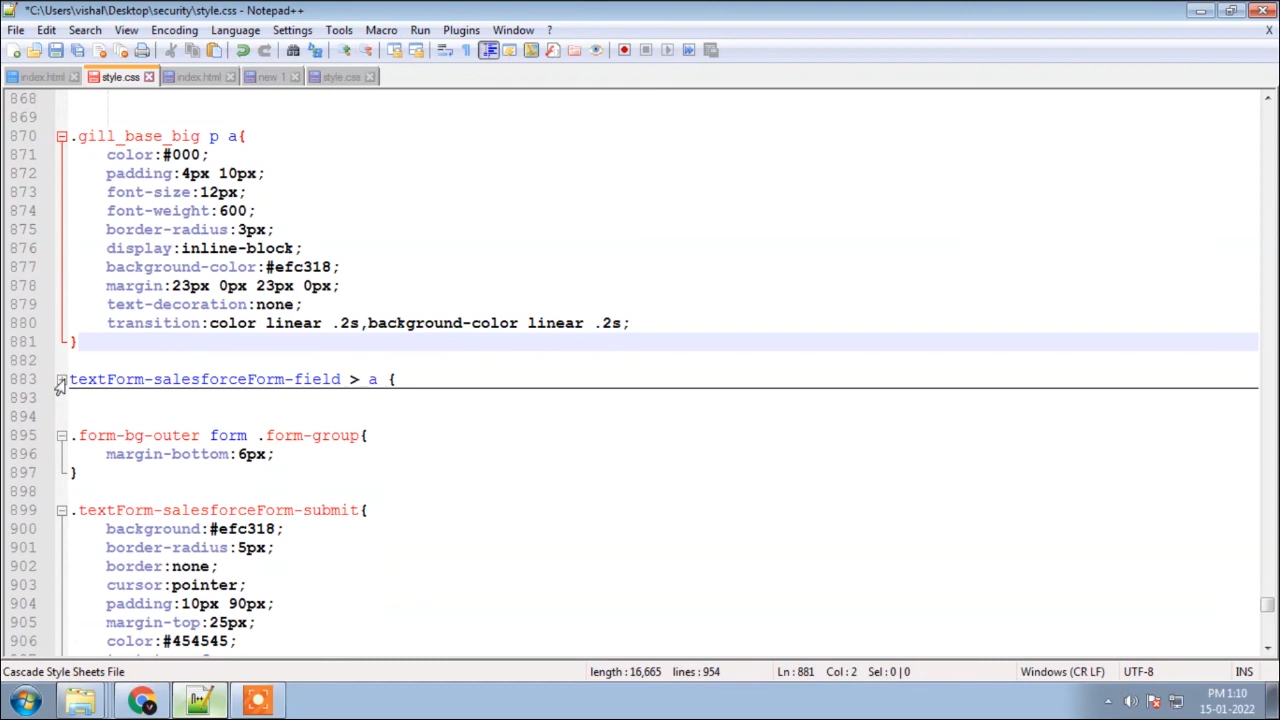 *C:\Users\vishal\Desktop\security\style.css - Notepad++
File Edit Search View Encoding Language Settings Tools Macro Run Plugins Window ? X
index.html style.css index.html new 1 style.css
868
869
870 .gill_base_big p a{
871 color:#000;
872 padding:4px 10px;
873 font-size:12px;
874 font-weight:600;
875 border-radius:3px;
876 display:inline-block;
877 background-color:#efc318;
878 margin:23px 0px 23px 0px;
879 text-decoration:none;
880 transition:color linear .2s,background-color linear .2s;
881 }
882
883 textForm-salesforceForm-field > a {
893
894
895 .form-bg-outer form .form-group{
896 margin-bottom:6px;
897 }
898
899 .textForm-salesforceForm-submit{
900 background:#efc318;
901 border-radius:5px;
902 border:none;
903 cursor:pointer;
904 padding:10px 90px;
905 margin-top:25px;
906 color:#454545;
Cascade Style Sheets File length : 16,665 lines : 954 Ln : 881 Col : 2 Sel : 0 | 0 Windows (CR LF) UTF-8 INS
PM 1:10
15-01-2022